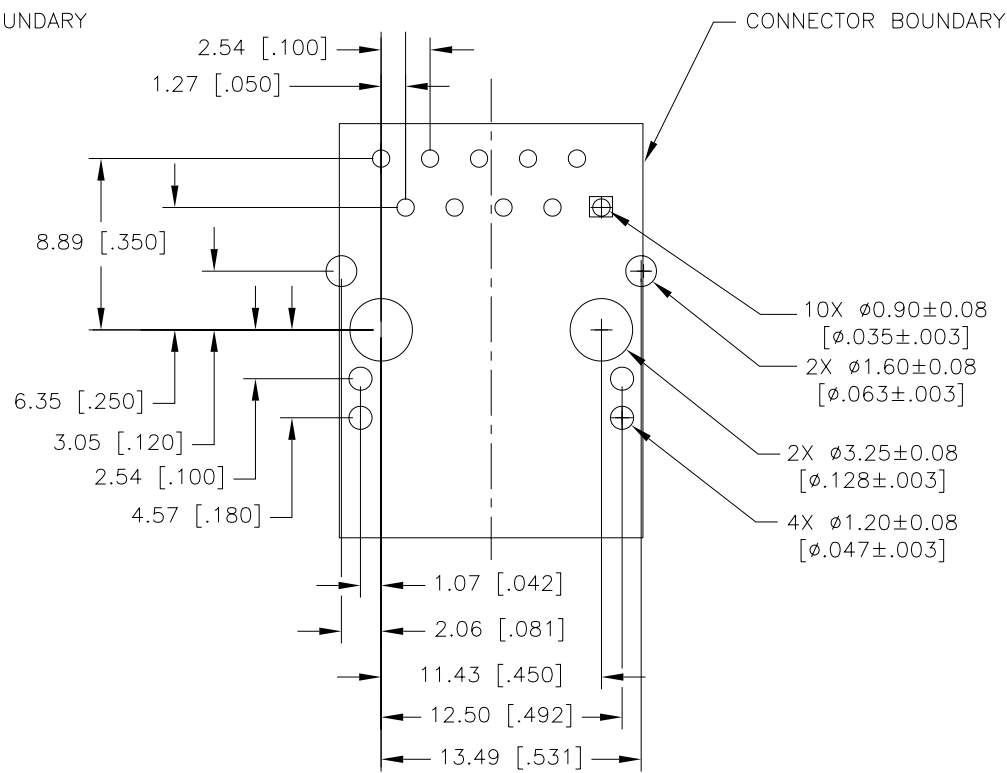 UNDARY
CONNECTOR BOUNDARY
2.54 [.100]
1.27 [.050]
8.89 [.350]
10X ø0.90±0.08
[ø.035±.003]
2X ø1.60±0.08
[ø.063±.003]
6.35 [.250]
3.05 [.120]
2.54 [.100]
4.57 [.180]
2X ø3.25±0.08
[ø.128±.003]
4X ø1.20±0.08
[ø.047±.003]
1.07 [.042]
2.06 [.081]
11.43 [.450]
12.50 [.492]
13.49 [.531]